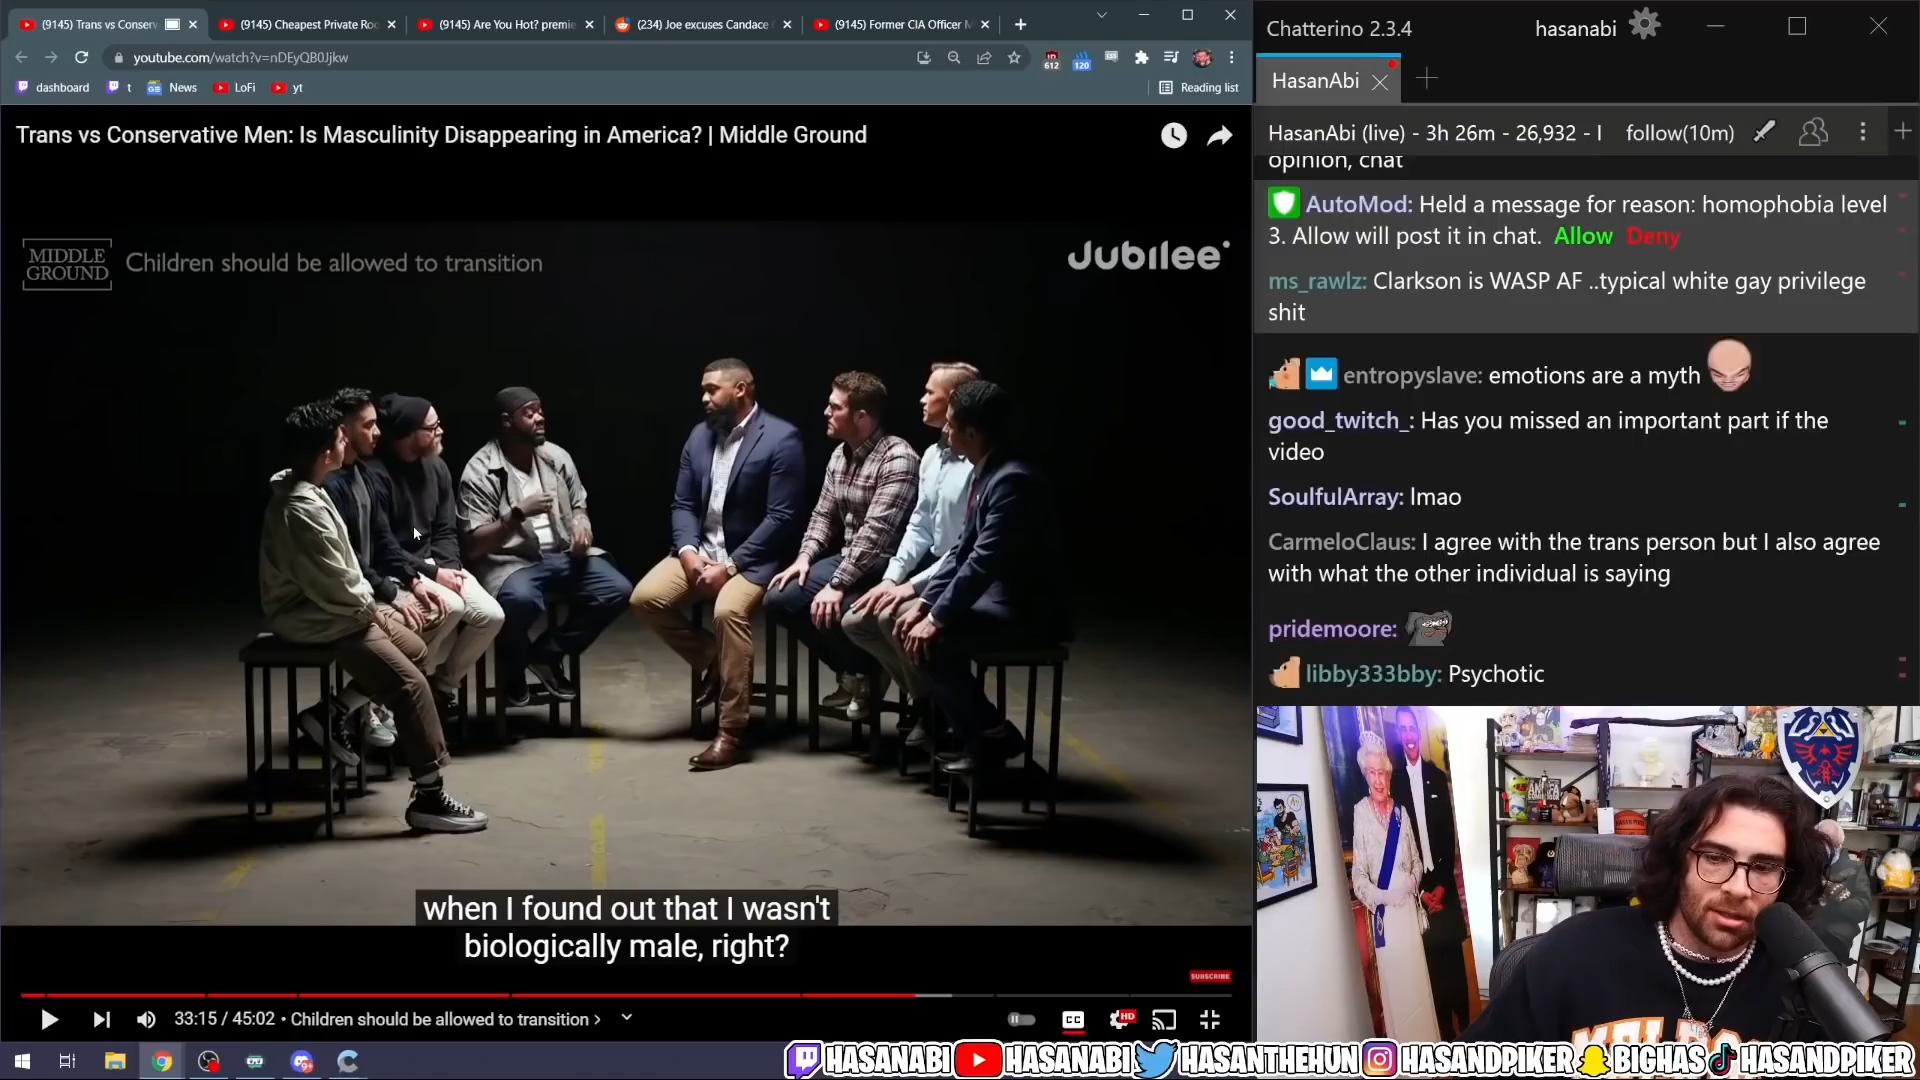 (9145) Trans vs Conserv
(9145) Cheapest Private Ro
(9145) Are You Hot? premie
(234) Joe excuses Candace
(9145) Former CIA Officer M
youtube.com/watch?v=nDEyQB0Jjkw
612
120
dashboard
t
News
LoFi
yt
Reading list
Trans vs Conservative Men: Is Masculinity Disappearing in America? | Middle Ground
MIDDLE
GROUND
Children should be allowed to transition
Jubilee
when I found out that I wasn't
biologically male, right?
SUBSCRIBE
33:15 / 45:02 • Children should be allowed to transition
CC
HD
Chatterino 2.3.4
hasanabi
HasanAbi
HasanAbi (live) - 3h 26m - 26,932 - I
follow(10m)
opinion, chat
AutoMod: Held a message for reason: homophobia level
3. Allow will post it in chat. Allow Deny
ms_rawlz: Clarkson is WASP AF ..typical white gay privilege
shit
entropyslave: emotions are a myth
good_twitch_: Has you missed an important part if the
video
SoulfulArray: lmao
CarmeloClaus: I agree with the trans person but I also agree
with what the other individual is saying
pridemoore:
libby333bby: Psychotic
HASANABI
HASANABI
HASANTHEHUN
HASANDPIKER
BIGHAS
HASANDPIKER